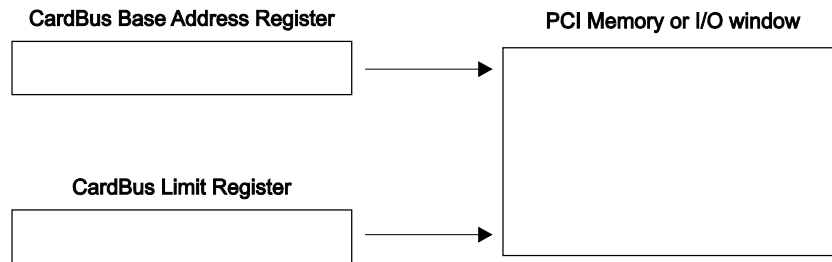 CardBus Base Address Register
PCI Memory or I/O window
CardBus Limit Register